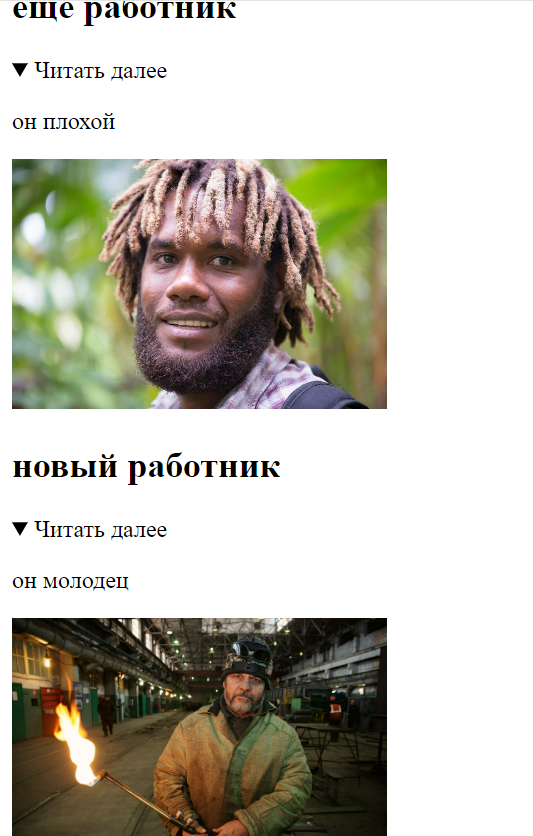 еще работник
▼ Читать далее
он плохой
новый работник
▼ Читать далее
он молодец